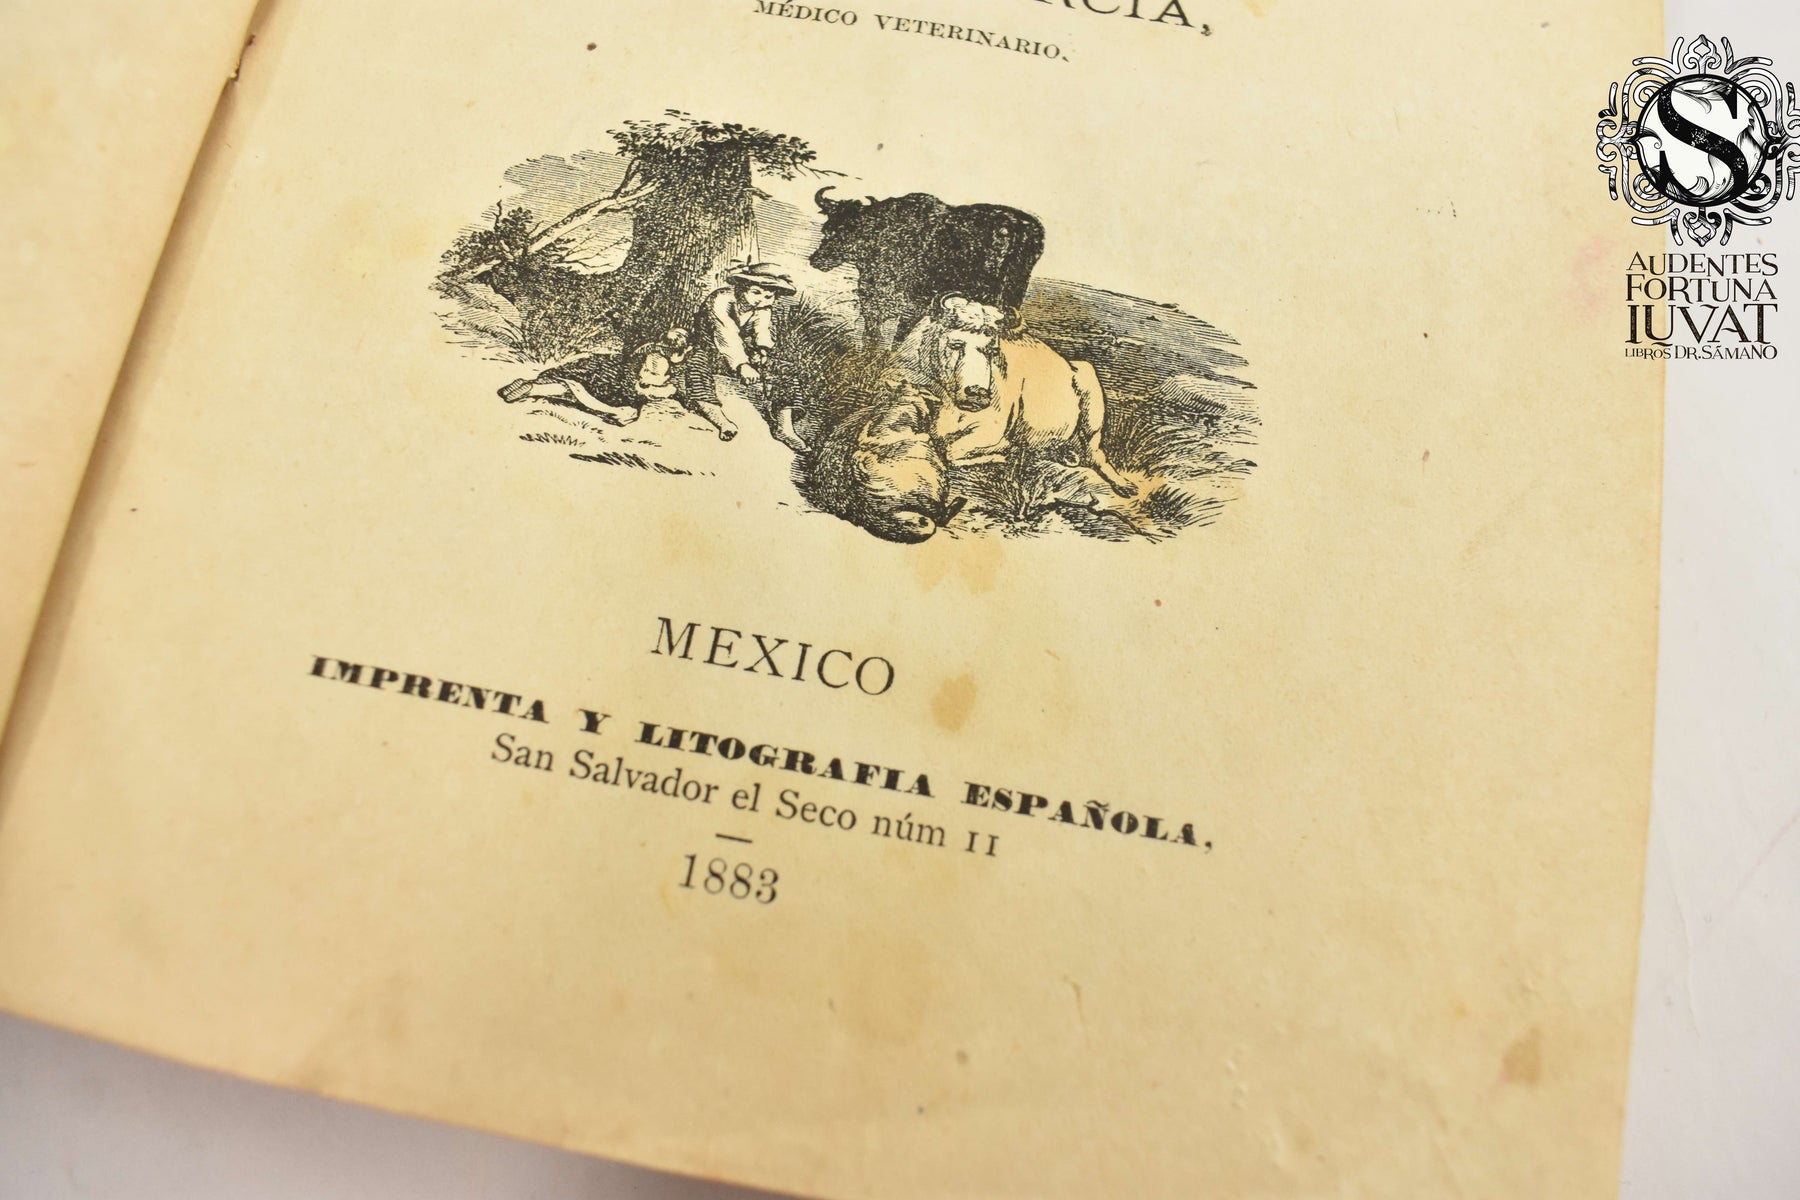 MÉDICO VETERINARIO.
MEXICO
IMPRENTA Y LITOGRAFIA ESPAÑOLA,
San Salvador el Seco núm 11
1883
S
AUDENTES
FORTUNA
IUVAT
LIBROS DR. SÁMANO